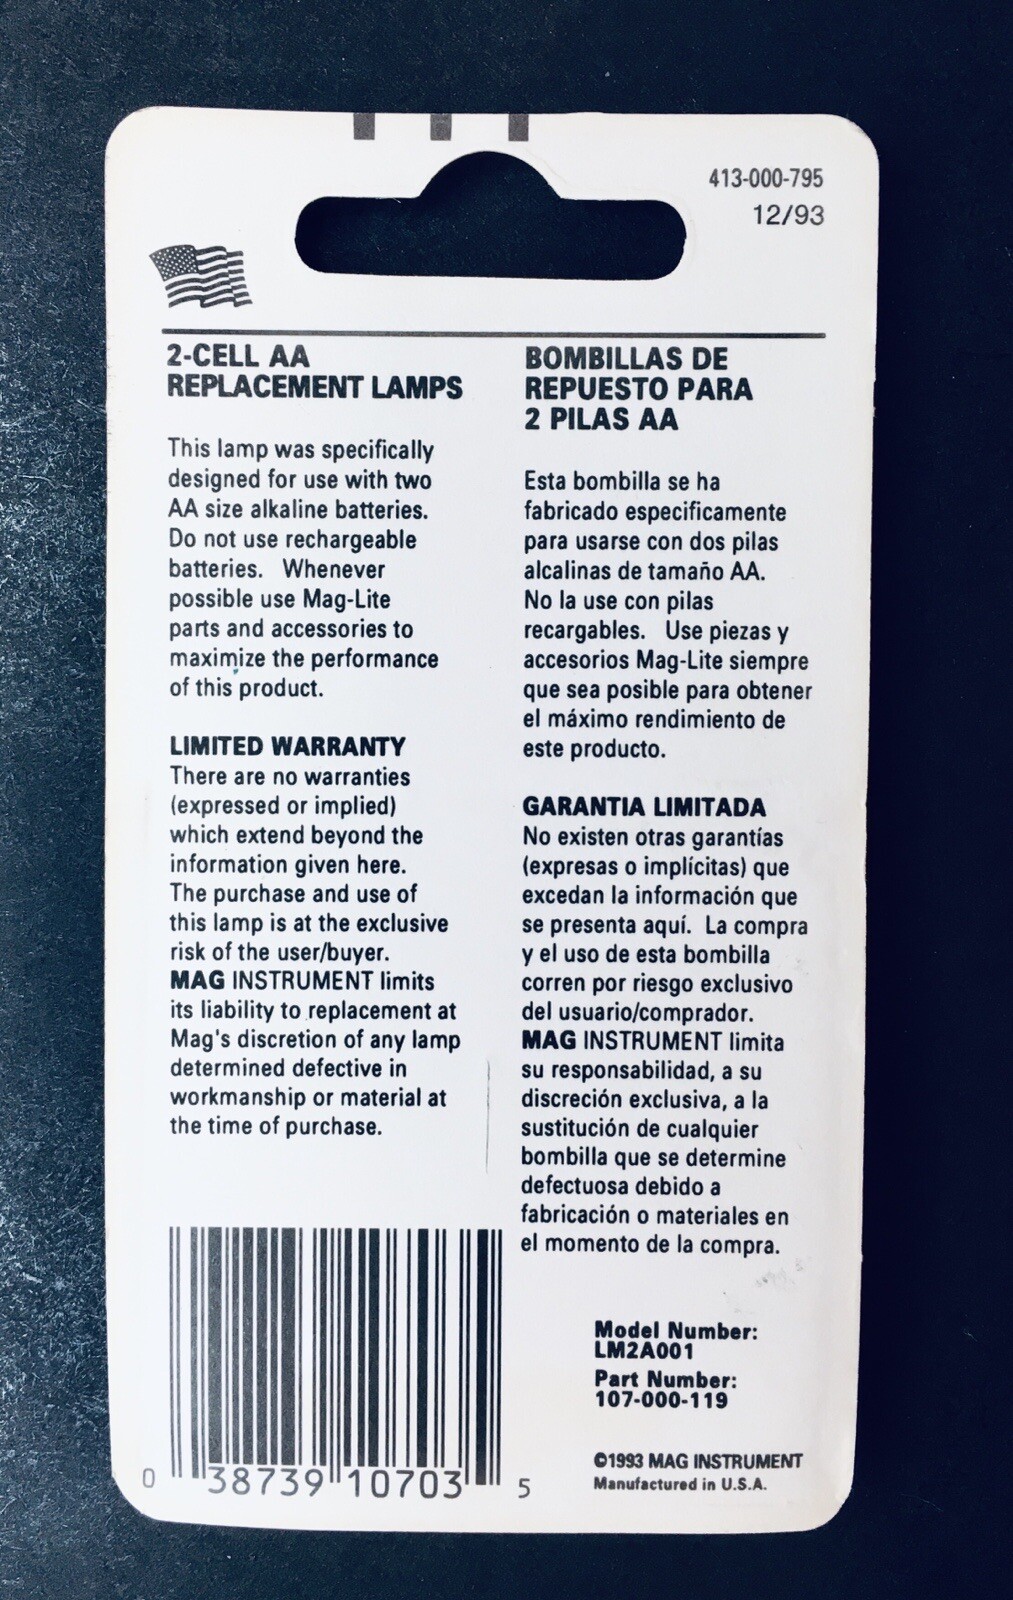 413-000-795
12/93
2-CELL AA
REPLACEMENT LAMPS
This lamp was specifically
designed for use with two
AA size alkaline batteries.
Do not use rechargeable
batteries. Whenever
possible use Mag-Lite
parts and accessories to
maximize the performance
of this product.
LIMITED WARRANTY
There are no warranties
(expressed or implied)
which extend beyond the
information given here.
The purchase and use of
this lamp is at the exclusive
risk of the user/buyer.
MAG INSTRUMENT limits
its liability to replacement at
Mag's discretion of any lamp
determined defective in
workmanship or material at
the time of purchase.
BOMBILLAS DE
REPUESTO PARA
2 PILAS AA
Esta bombilla se ha
fabricado especificamente
para usarse con dos pilas
alcalinas de tamaño AA.
No la use con pilas
recargables. Use piezas y
accesorios Mag-Lite siempre
que sea posible para obtener
el máximo rendimiento de
este producto.
GARANTIA LIMITADA
No existen otras garantías
(expresas o implícitas) que
excedan la información que
se presenta aquí. La compra
y el uso de esta bombilla
corren por riesgo exclusivo
del usuario/comprador.
MAG INSTRUMENT limita
su responsabilidad, a su
discreción exclusiva, a la
sustitución de cualquier
bombilla que se determine
defectuosa debido a
fabricación o materiales en
el momento de la compra.
0 38739 10703 5
Model Number:
LM2A001
Part Number:
107-000-119
©1993 MAG INSTRUMENT
Manufactured in U.S.A.